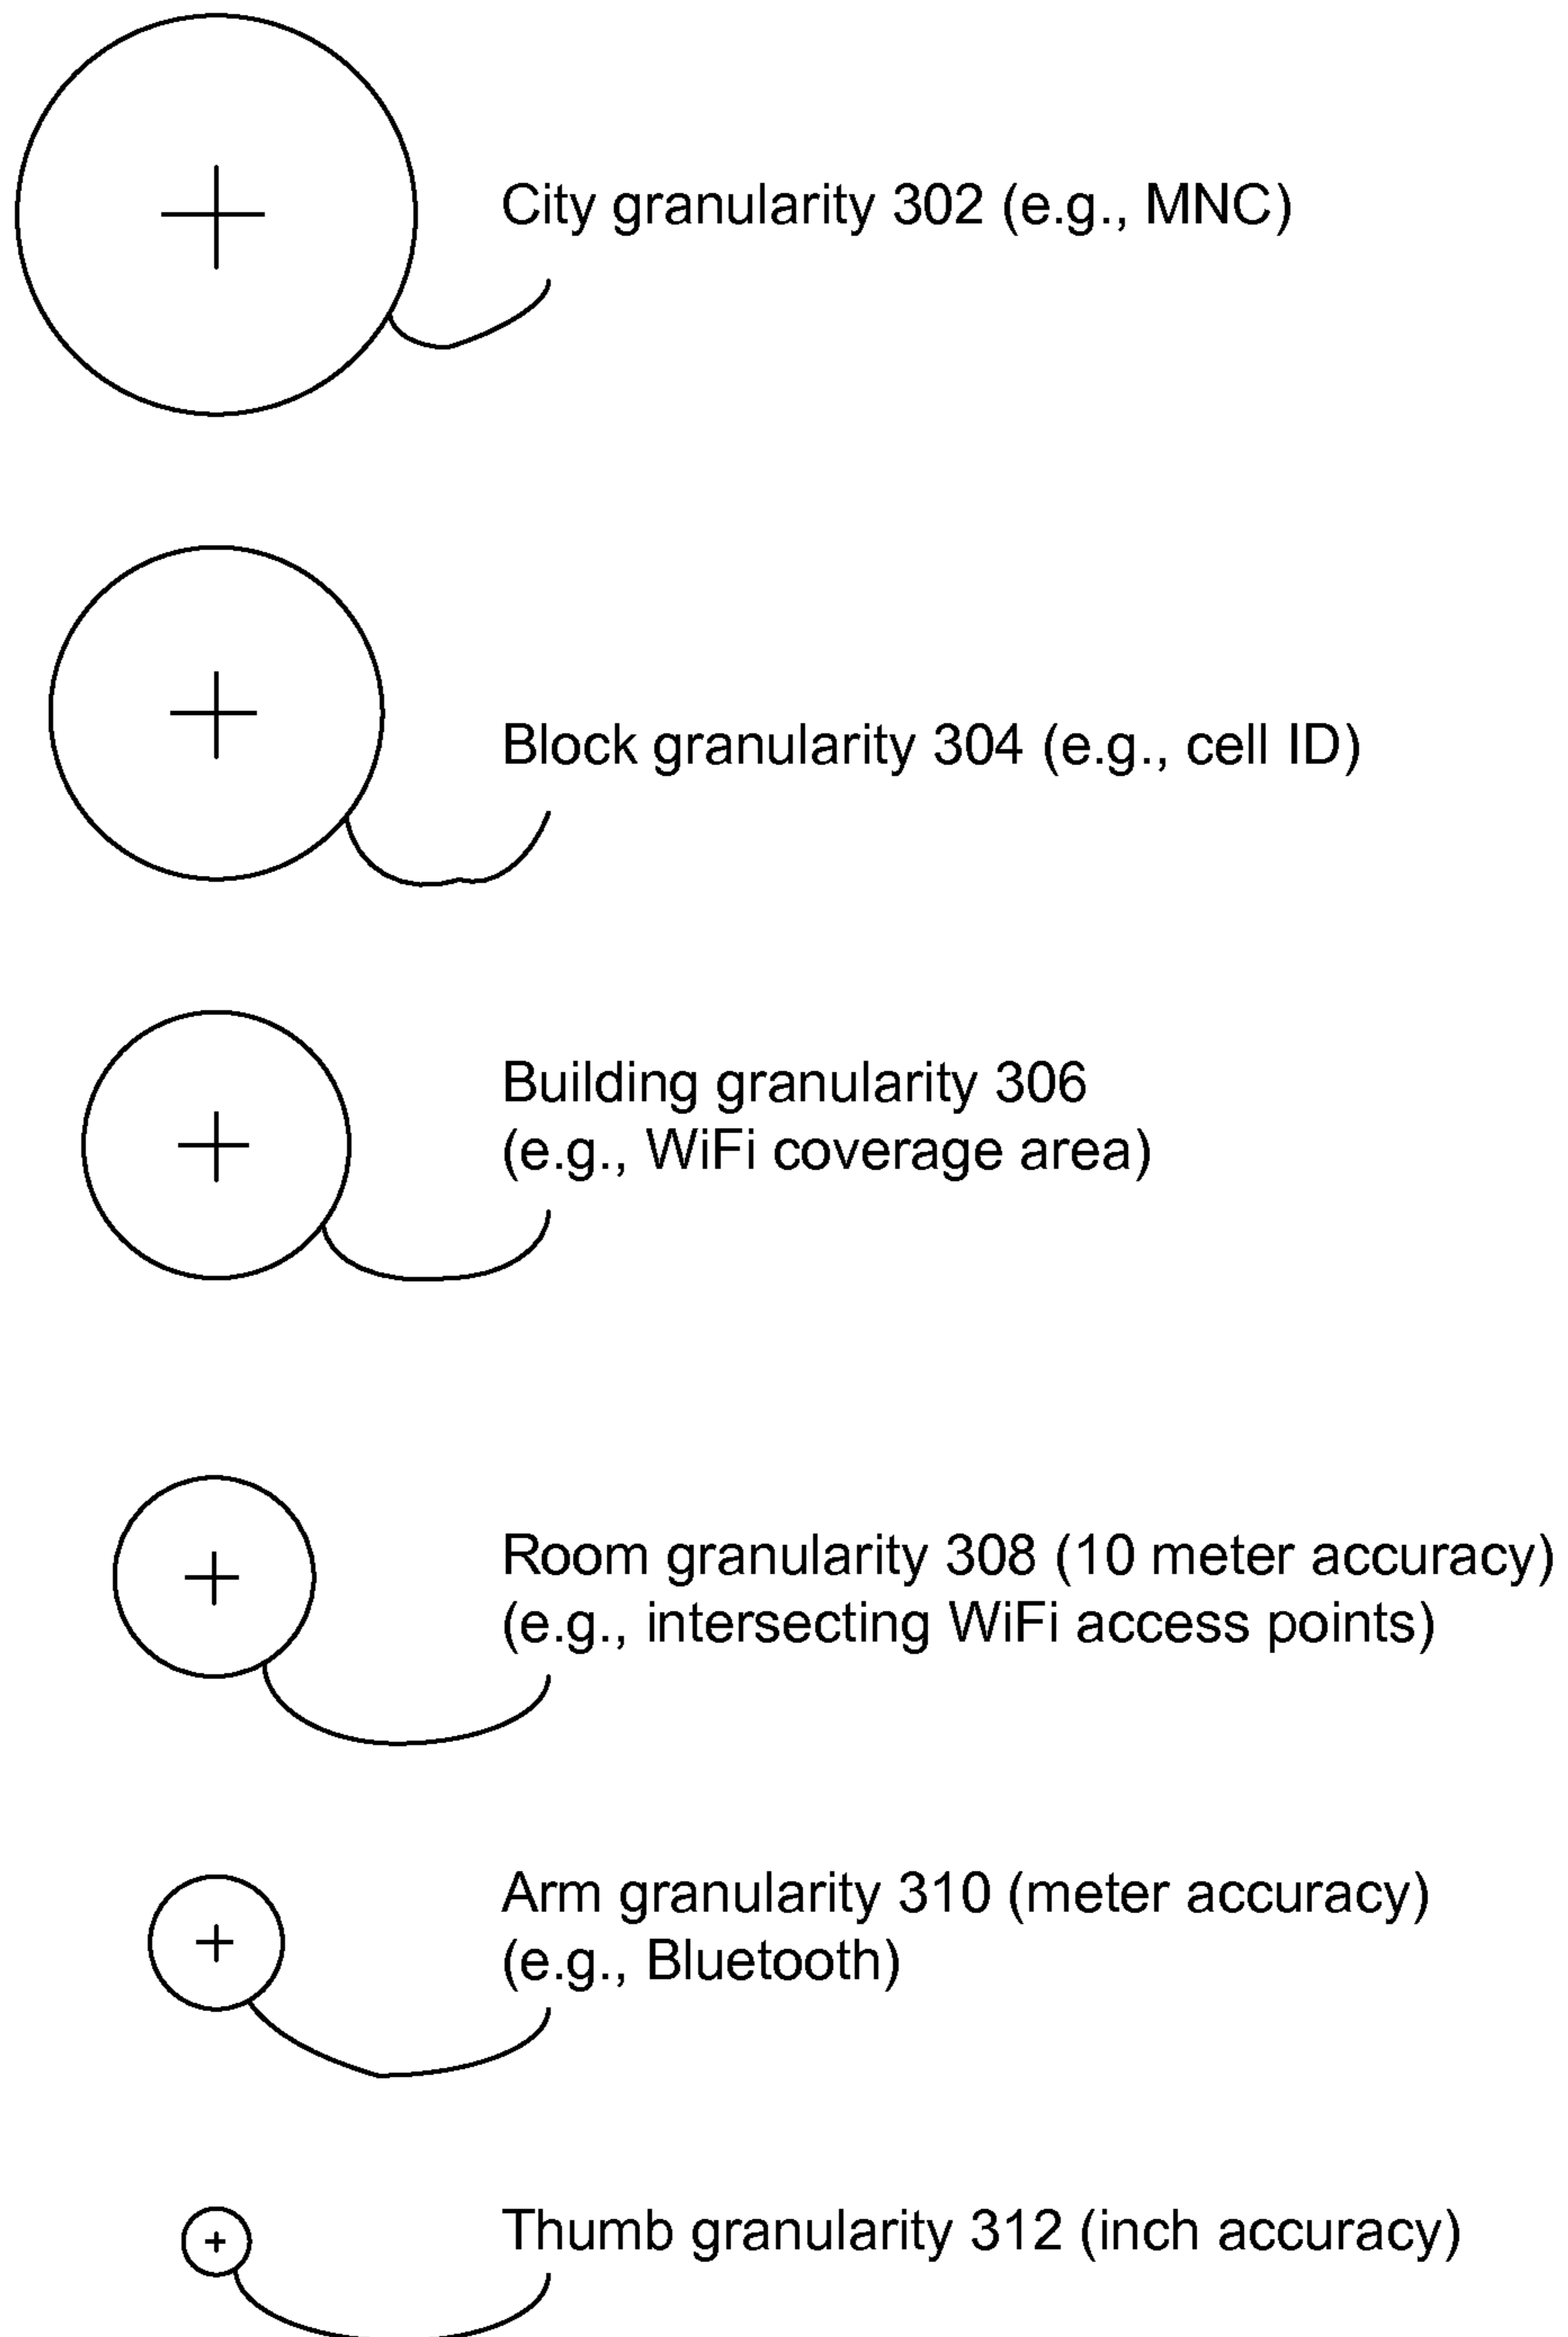 City granularity 302 (e.g., MNC)
Block granularity 304 (e.g., cell ID)
Building granularity 306
(e.g., WiFi coverage area)
Room granularity 308 (10 meter accuracy)
(e.g., intersecting WiFi access points)
Arm granularity 310 (meter accuracy)
(e.g., Bluetooth)
Thumb granularity 312 (inch accuracy)